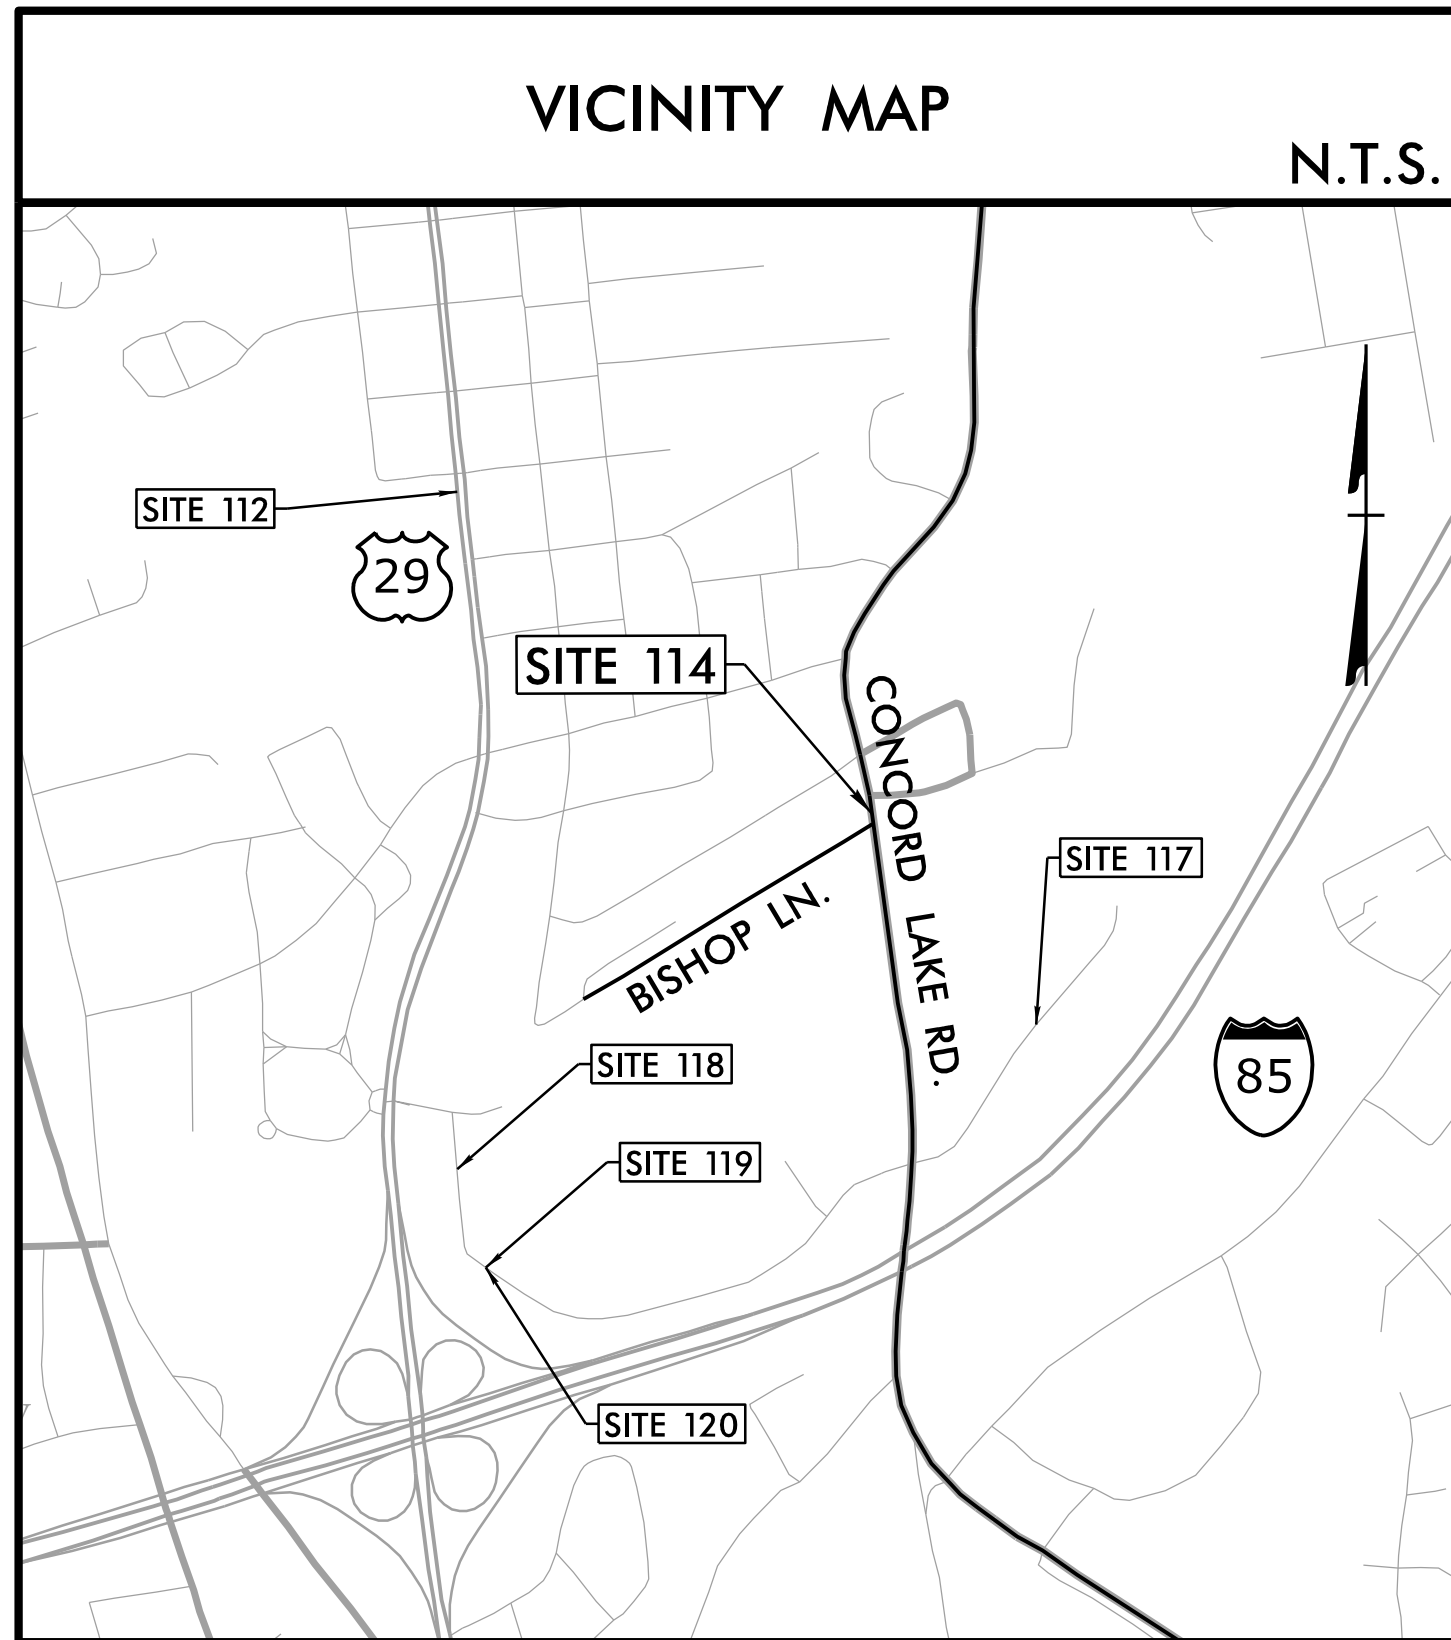 VICINITY MAP
N.T.S.
SITE 112
29
SITE 114
CONCORD LAKE RD.
SITE 117
BISHOP LN.
SITE 118
85
SITE 119
SITE 120